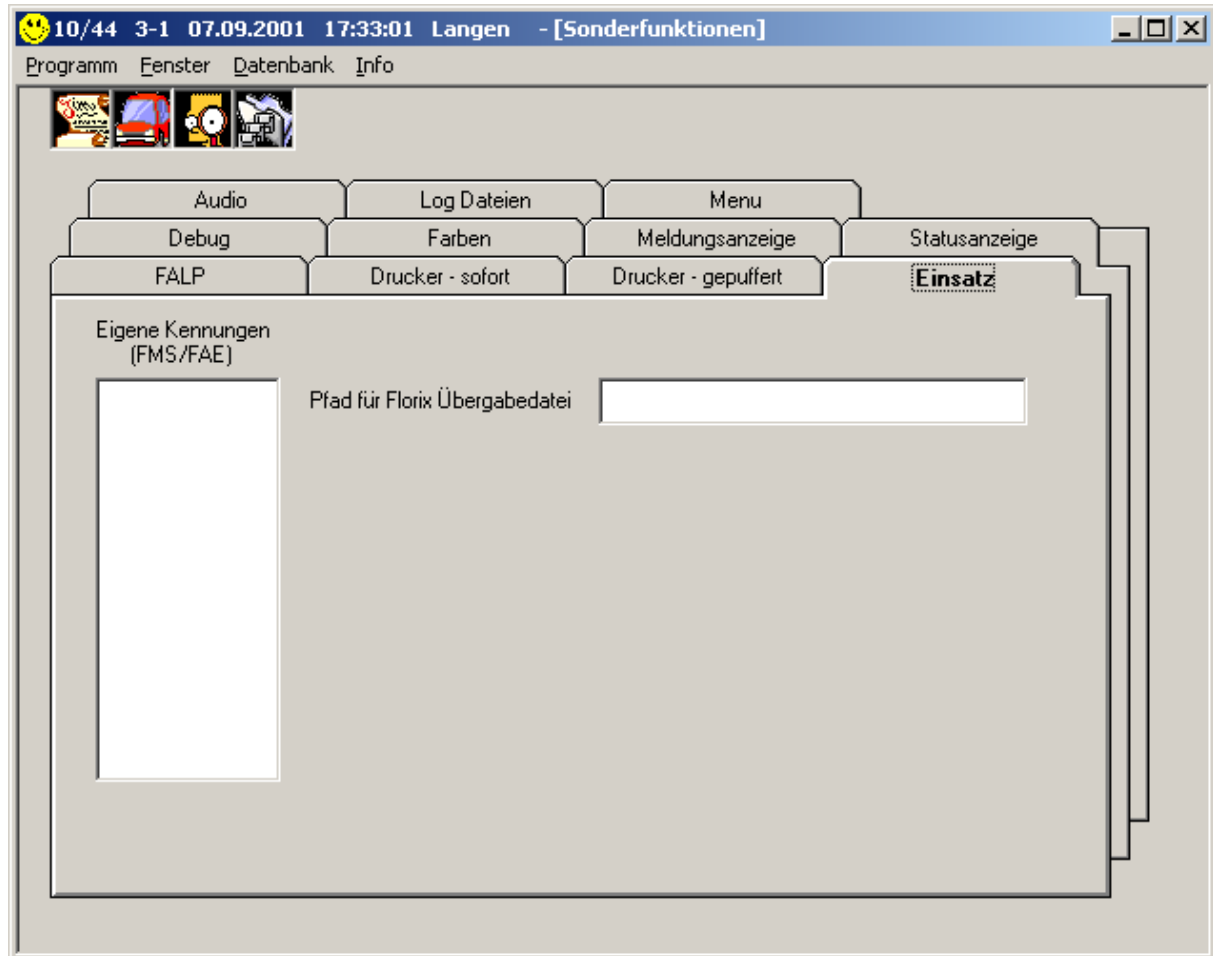 10/44 3-1 07.09.2001 17:33:01 Langen - [Sonderfunktionen]
Programm Fenster Datenbank Info
Audio Log Dateien Menu
Debug Farben Meldungsanzeige Statusanzeige
FALP Drucker - sofort Drucker - gepuffert Einsatz
Eigene Kennungen
(FMS/FAE)
Pfad für Florix Übergabedatei